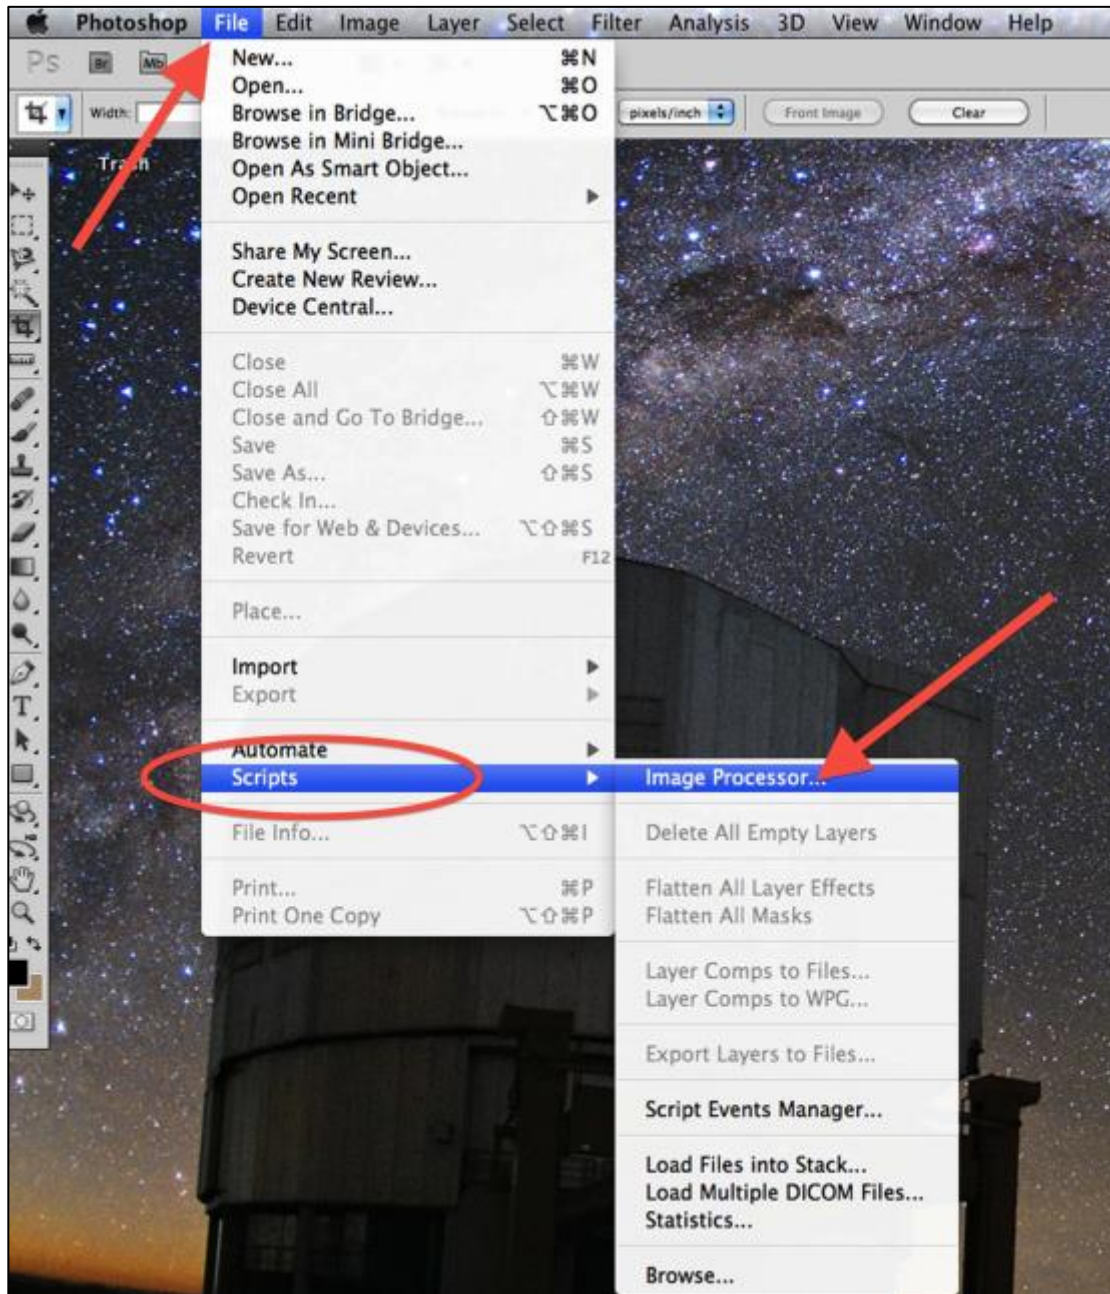 Photoshop File Edit Image Layer Select Filter Analysis 3D View Window Help
Ps Br Mb
Width: pixels/inch Front Image Clear
Trash
New... ⌘N
Open... ⌘O
Browse in Bridge... ⌥⌘O
Browse in Mini Bridge...
Open As Smart Object...
Open Recent
Share My Screen...
Create New Review...
Device Central...
Close ⌘W
Close All ⌥⌘W
Close and Go To Bridge... ⇧⌘W
Save ⌘S
Save As... ⇧⌘S
Check In...
Save for Web & Devices... ⌥⇧⌘S
Revert F12
Place...
Import
Export
Automate
Scripts
File Info... ⌥⇧⌘I
Print... ⌘P
Print One Copy ⌥⇧⌘P
Image Processor...
Delete All Empty Layers
Flatten All Layer Effects
Flatten All Masks
Layer Comps to Files...
Layer Comps to WPG...
Export Layers to Files...
Script Events Manager...
Load Files into Stack...
Load Multiple DICOM Files...
Statistics...
Browse...